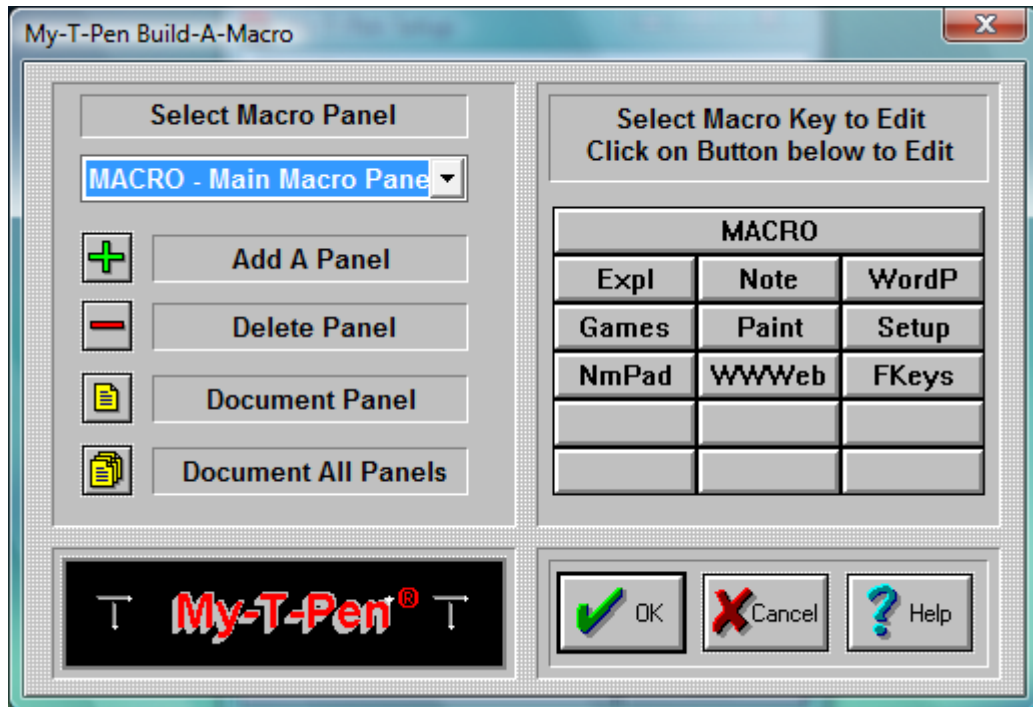 My-T-Pen Build-A-Macro
Select Macro Panel
MACRO - Main Macro Pane
Add A Panel
Delete Panel
Document Panel
Document All Panels
Select Macro Key to Edit
Click on Button below to Edit
MACRO
Expl Note WordP
Games Paint Setup
NmPad WWWeb FKeys
T My-T-Pen® T
OK Cancel Help